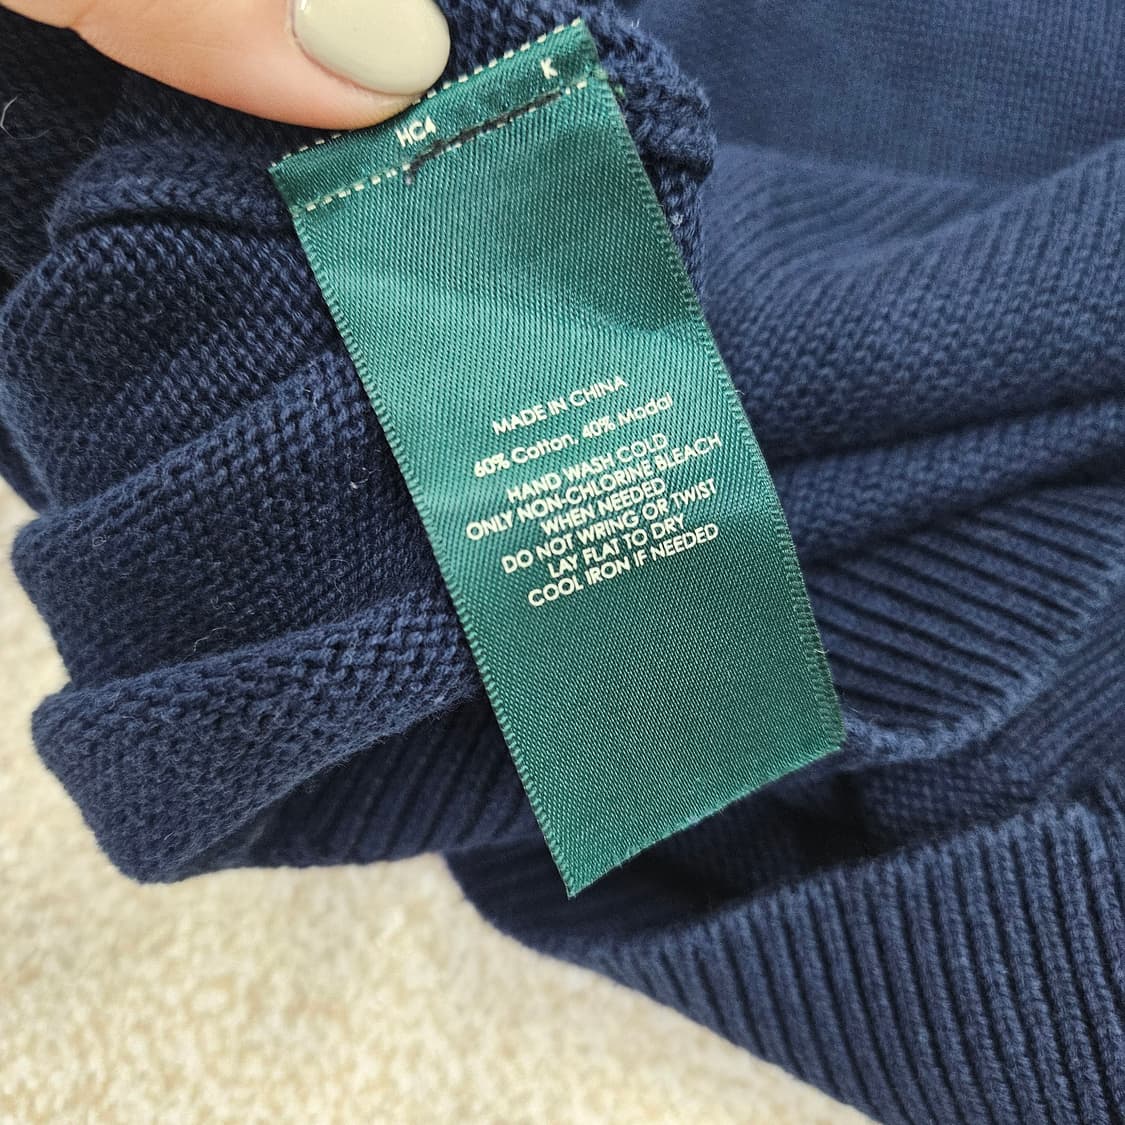 K
HC4
MADE IN CHINA
60% Cotton, 40% Modal
HAND WASH COLD
ONLY NON-CHLORINE BLEACH
WHEN NEEDED
DO NOT WRING OR TWIST
LAY FLAT TO DRY
COOL IRON IF NEEDED